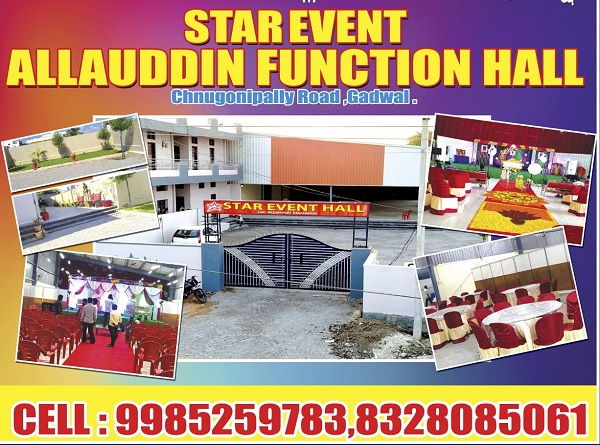 STAR EVENT
ALLAUDDIN FUNCTION HALL
Chnugonipally Road ,Gadwal .
STAR EVENT HALL
CELL : 9985259783,8328085061